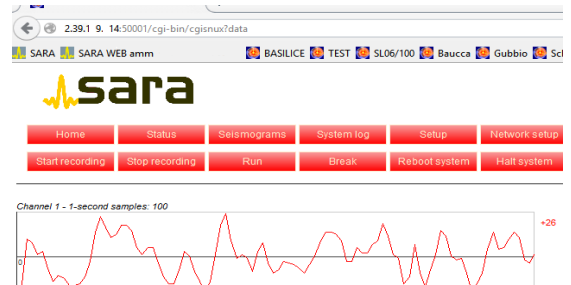 2.39.1 9. 14:50001/cgi-bin/cgisnux?data
SARA SARA WEB amm BASILICE TEST SL06/100 Baucca Gubbio
sara
Home Status Seismograms System log Setup Network setup
Start recording Stop recording Run Break Reboot system Halt system
Channel 1 - 1-second samples: 100
+26
0